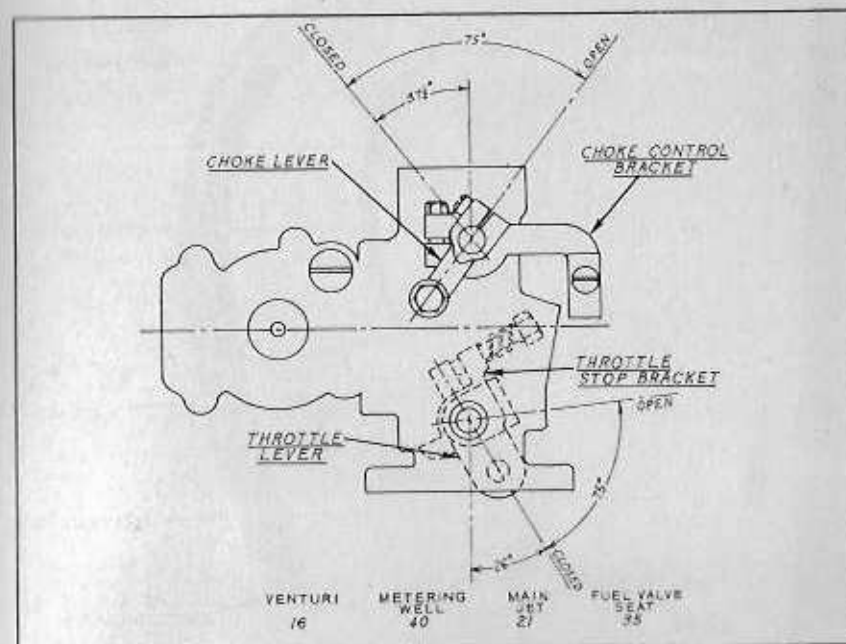 CLOSED
75°
OPEN
37½°
CHOKE LEVER
CHOKE CONTROL
BRACKET
THROTTLE
STOP BRACKET
OPEN
THROTTLE
LEVER
75°
CLOSED
VENTURI
16
METERING
WELL
40
MAIN
JET
21
FUEL VALVE
SEAT
35